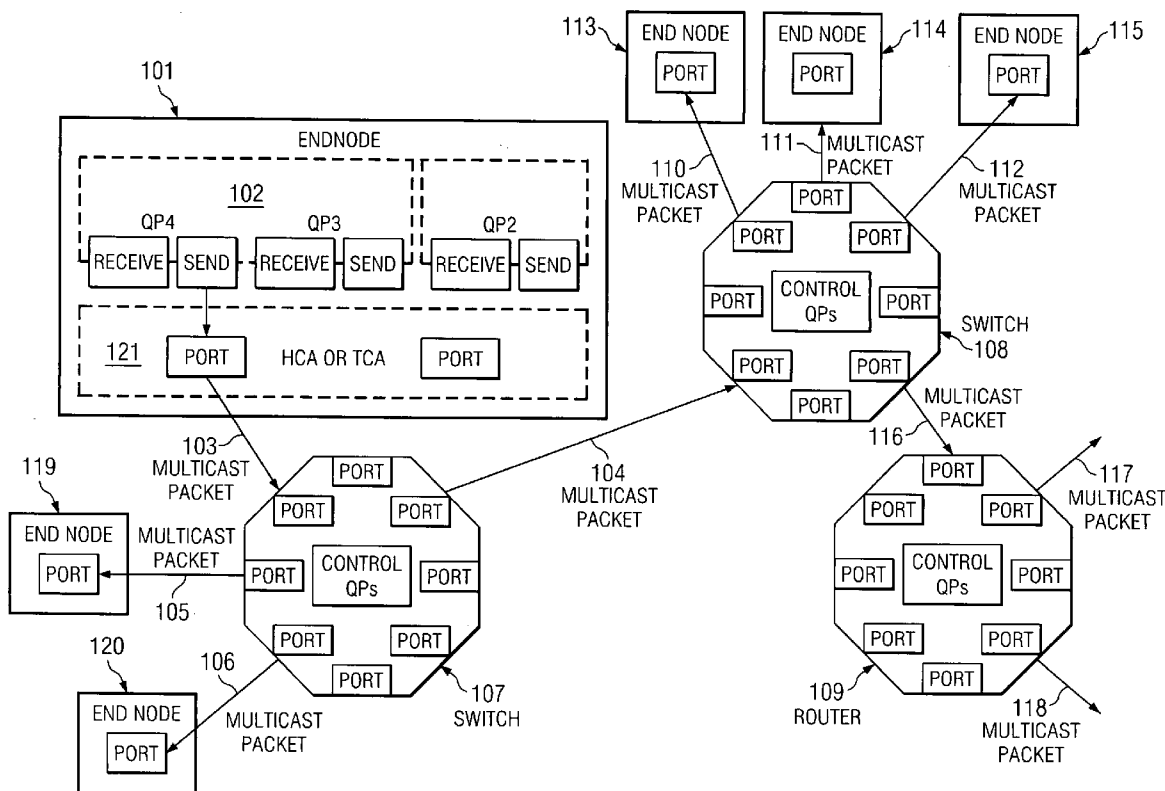 113
END NODE
PORT
END NODE
PORT
114
END NODE
PORT
115
101
ENDNODE
102
QP4
RECEIVE
SEND
QP3
RECEIVE
SEND
QP2
RECEIVE
SEND
121
PORT
HCA OR TCA
PORT
110
MULTICAST
PACKET
111
MULTICAST
PACKET
112
MULTICAST
PACKET
PORT
PORT
PORT
PORT
CONTROL
QPs
PORT
PORT
PORT
PORT
SWITCH
108
103
MULTICAST
PACKET
104
MULTICAST
PACKET
MULTICAST
PACKET
116
119
END NODE
PORT
MULTICAST
PACKET
105
PORT
PORT
PORT
PORT
CONTROL
QPs
PORT
PORT
PORT
PORT
107
SWITCH
120
END NODE
PORT
106
MULTICAST
PACKET
PORT
PORT
PORT
PORT
CONTROL
QPs
PORT
PORT
PORT
PORT
109
ROUTER
117
MULTICAST
PACKET
118
MULTICAST
PACKET